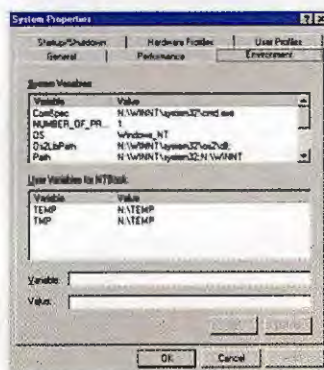 System Properties
Startup/Shutdown Hardware Profiles User Profiles
General Performance Environment
System Variables
Variable Value
ComSpec N:\WINNT\system32\cmd.exe
NUMBER_OF_PR... 1
OS Windows_NT
Os2LibPath N:\WINNT\system32\os2\dll;
Path N:\WINNT\system32;N:\WINNT
User Variables for NTBook
Variable Value
TEMP N:\TEMP
TMP N:\TEMP
Variable:
Value:
OK Cancel